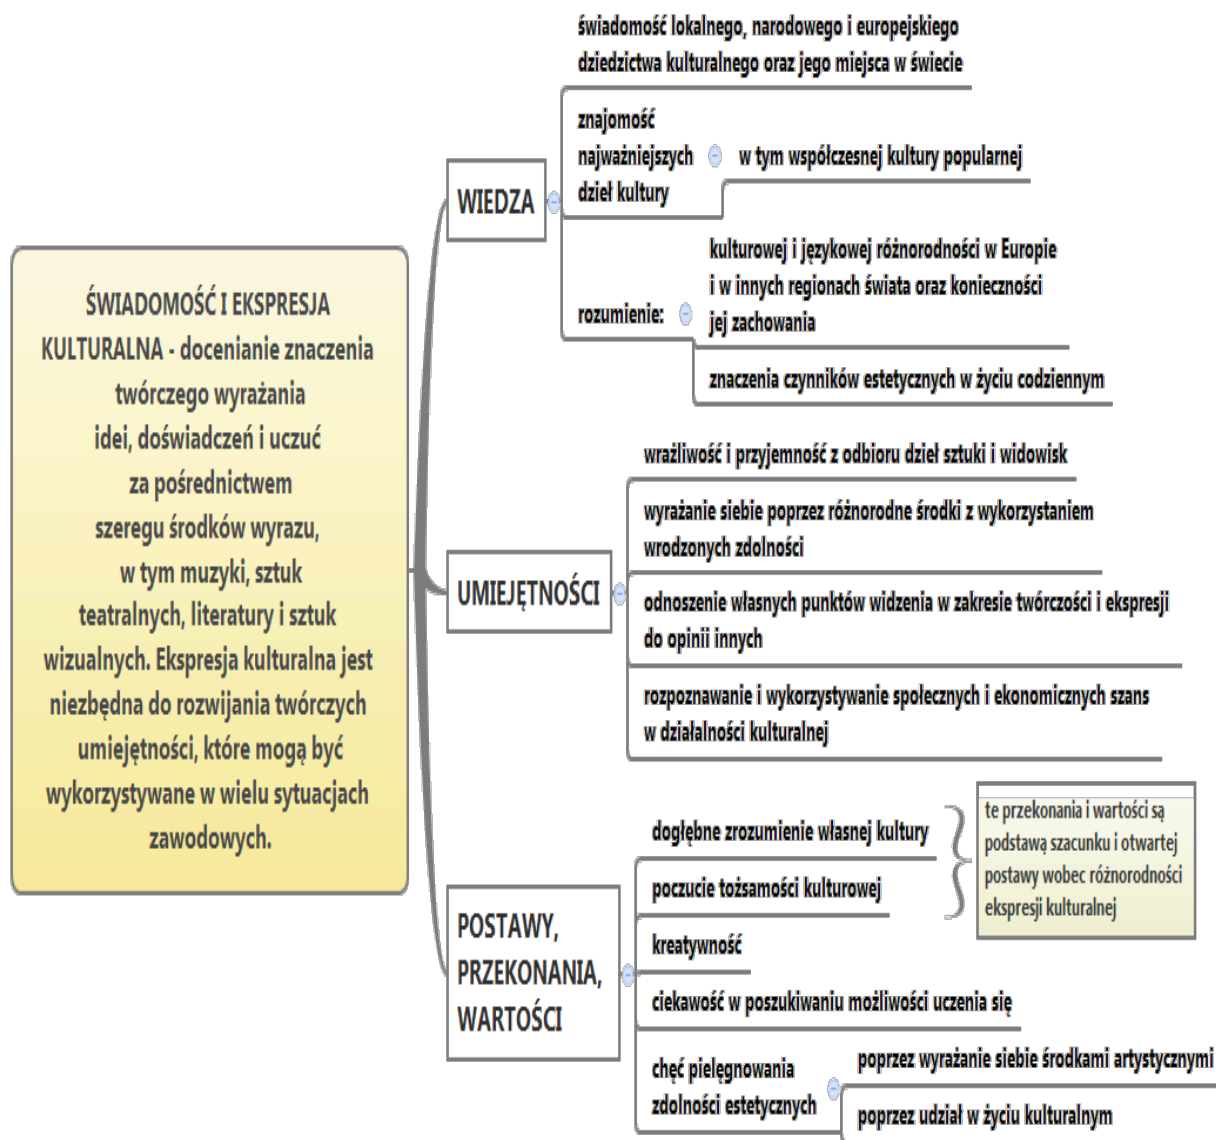 ŚWIADOMOŚĆ I EKSPRESJA
KULTURALNA - docenianie znaczenia
twórczego wyrażania
idei, doświadczeń i uczuć
za pośrednictwem
szeregu środków wyrazu,
w tym muzyki, sztuk
teatralnych, literatury i sztuk
wizualnych. Ekspresja kulturalna jest
niezbędna do rozwijania twórczych
umiejętności, które mogą być
wykorzystywane w wielu sytuacjach
zawodowych.
WIEDZA
świadomość lokalnego, narodowego i europejskiego
dziedzictwa kulturalnego oraz jego miejsca w świecie
znajomość
najważniejszych
dzieł kultury
w tym współczesnej kultury popularnej
rozumienie:
kulturowej i językowej różnorodności w Europie
i w innych regionach świata oraz konieczności
jej zachowania
znaczenia czynników estetycznych w życiu codziennym
UMIEJĘTNOŚCI
wrażliwość i przyjemność z odbioru dzieł sztuki i widowisk
wyrażanie siebie poprzez różnorodne środki z wykorzystaniem
wrodzonych zdolności
odnoszenie własnych punktów widzenia w zakresie twórczości i ekspresji
do opinii innych
rozpoznawanie i wykorzystywanie społecznych i ekonomicznych szans
w działalności kulturalnej
POSTAWY,
PRZEKONANIA,
WARTOŚCI
dogłębne zrozumienie własnej kultury
poczucie tożsamości kulturowej
te przekonania i wartości są
podstawą szacunku i otwartej
postawy wobec różnorodności
ekspresji kulturalnej
kreatywność
ciekawość w poszukiwaniu możliwości uczenia się
chęć pielęgnowania
zdolności estetycznych
poprzez wyrażanie siebie środkami artystycznymi
poprzez udział w życiu kulturalnym